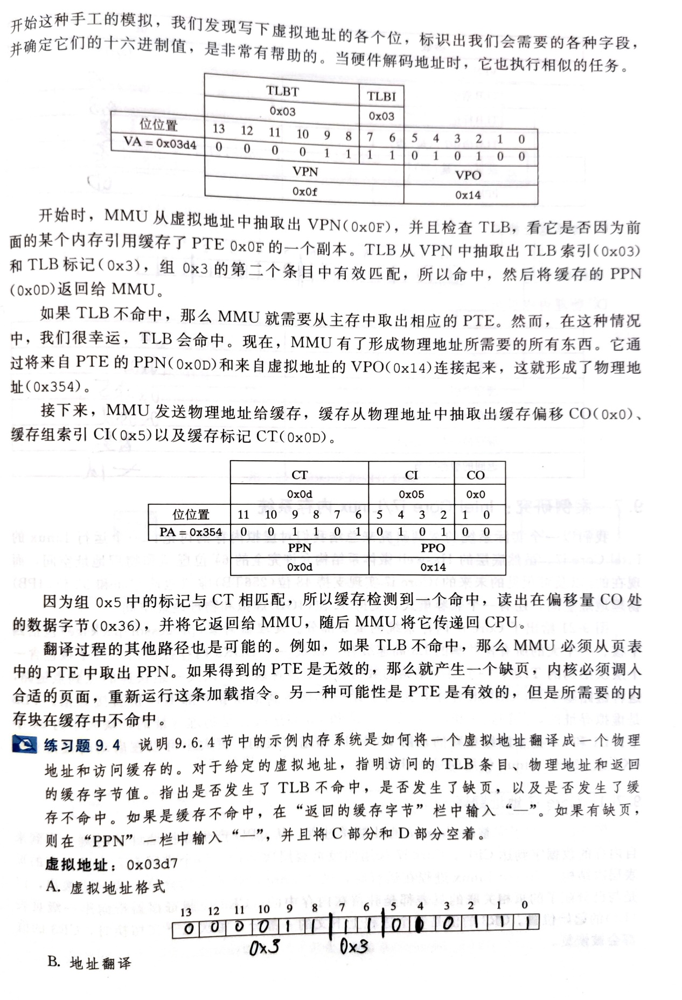 开始这种手工的模拟，我们发现写下虚拟地址的各个位，标识出我们会需要的各种字段，
并确定它们的十六进制值，是非常有帮助的。当硬件解码地址时，它也执行相似的任务。
TLBT TLBI
0x03 0x03
位位置 13 12 11 10 9 8 7 6 5 4 3 2 1 0
VA = 0x03d4 0 0 0 0 1 1 1 1 0 1 0 1 0 0
VPN VPO
0x0f 0x14
开始时，MMU 从虚拟地址中抽取出 VPN(0x0F)，并且检查 TLB，看它是否因为前
面的某个内存引用缓存了 PTE 0x0F 的一个副本。TLB 从 VPN 中抽取出 TLB 索引(0x03)
和 TLB 标记(0x3)，组 0x3 的第二个条目中有效匹配，所以命中，然后将缓存的 PPN
(0x0D)返回给 MMU。
如果 TLB 不命中，那么 MMU 就需要从主存中取出相应的 PTE。然而，在这种情况
中，我们很幸运，TLB 会命中。现在，MMU 有了形成物理地址所需要的所有东西。它通
过将来自 PTE 的 PPN(0x0D)和来自虚拟地址的 VPO(0x14)连接起来，这就形成了物理地
址(0x354)。
接下来，MMU 发送物理地址给缓存，缓存从物理地址中抽取出缓存偏移 CO(0x0)、
缓存组索引 CI(0x5)以及缓存标记 CT(0x0D)。
CT CI CO
0x0d 0x05 0x0
位位置 11 10 9 8 7 6 5 4 3 2 1 0
PA = 0x354 0 0 1 1 0 1 0 1 0 1 0 0
PPN PPO
0x0d 0x14
因为组 0x5 中的标记与 CT 相匹配，所以缓存检测到一个命中，读出在偏移量 CO 处
的数据字节(0x36)，并将它返回给 MMU，随后 MMU 将它传递回 CPU。
翻译过程的其他路径也是可能的。例如，如果 TLB 不命中，那么 MMU 必须从页表
中的 PTE 中取出 PPN。如果得到的 PTE 是无效的，那么就产生一个缺页，内核必须调入
合适的页面，重新运行这条加载指令。另一种可能性是 PTE 是有效的，但是所需要的内
存块在缓存中不命中。
练习题 9.4 说明 9.6.4 节中的示例内存系统是如何将一个虚拟地址翻译成一个物理
地址和访问缓存的。对于给定的虚拟地址，指明访问的 TLB 条目、物理地址和返回
的缓存字节值。指出是否发生了 TLB 不命中，是否发生了缺页，以及是否发生了缓
存不命中。如果是缓存不命中，在“返回的缓存字节”栏中输入“—”。如果有缺页，
则在“PPN”一栏中输入“—”，并且将 C 部分和 D 部分空着。
虚拟地址：0x03d7
A. 虚拟地址格式
13 12 11 10 9 8 7 6 5 4 3 2 1 0
0 0 0 0 1 1 1 1 0 1 0 1 1 1
0x3 0x3
B. 地址翻译